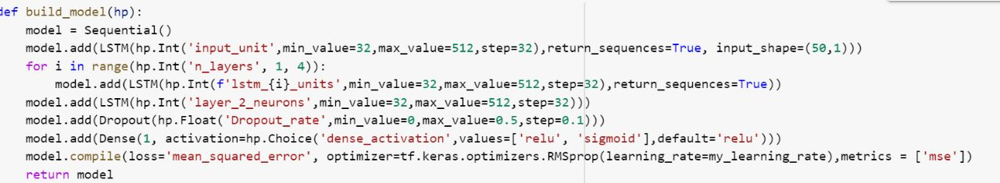 def build_model(hp):
    model = Sequential()
    model.add(LSTM(hp.Int('input_unit',min_value=32,max_value=512,step=32),return_sequences=True, input_shape=(50,1)))
    for i in range(hp.Int('n_layers', 1, 4)):
        model.add(LSTM(hp.Int(f'lstm_{i}_units',min_value=32,max_value=512,step=32),return_sequences=True))
    model.add(LSTM(hp.Int('layer_2_neurons',min_value=32,max_value=512,step=32)))
    model.add(Dropout(hp.Float('Dropout_rate',min_value=0,max_value=0.5,step=0.1)))
    model.add(Dense(1, activation=hp.Choice('dense_activation',values=['relu', 'sigmoid'],default='relu')))
    model.compile(loss='mean_squared_error', optimizer=tf.keras.optimizers.RMSprop(learning_rate=my_learning_rate),metrics = ['mse'])
    return model